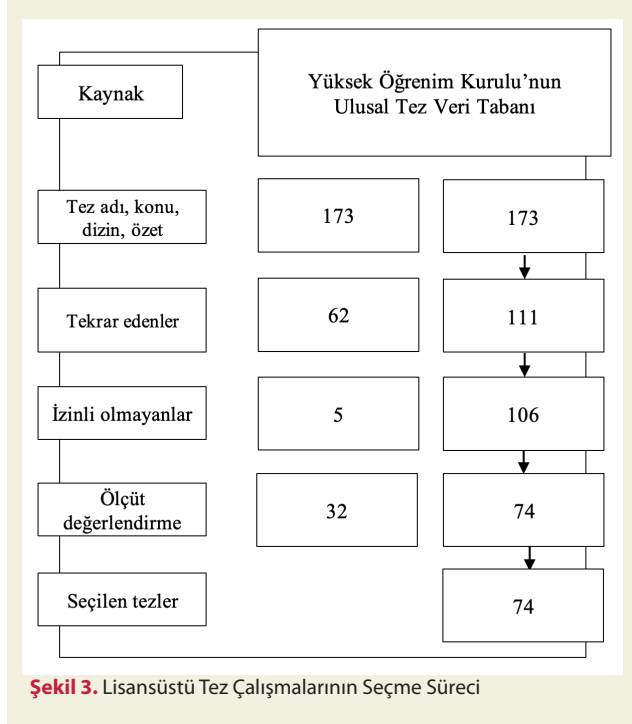 Kaynak
Yüksek Öğrenim Kurulu’nun
Ulusal Tez Veri Tabanı
Tez adı, konu,
dizin, özet
173
173
Tekrar edenler
62
111
İzinli olmayanlar
5
106
Ölçüt
değerlendirme
32
74
Seçilen tezler
74
Şekil 3. Lisansüstü Tez Çalışmalarının Seçme Süreci